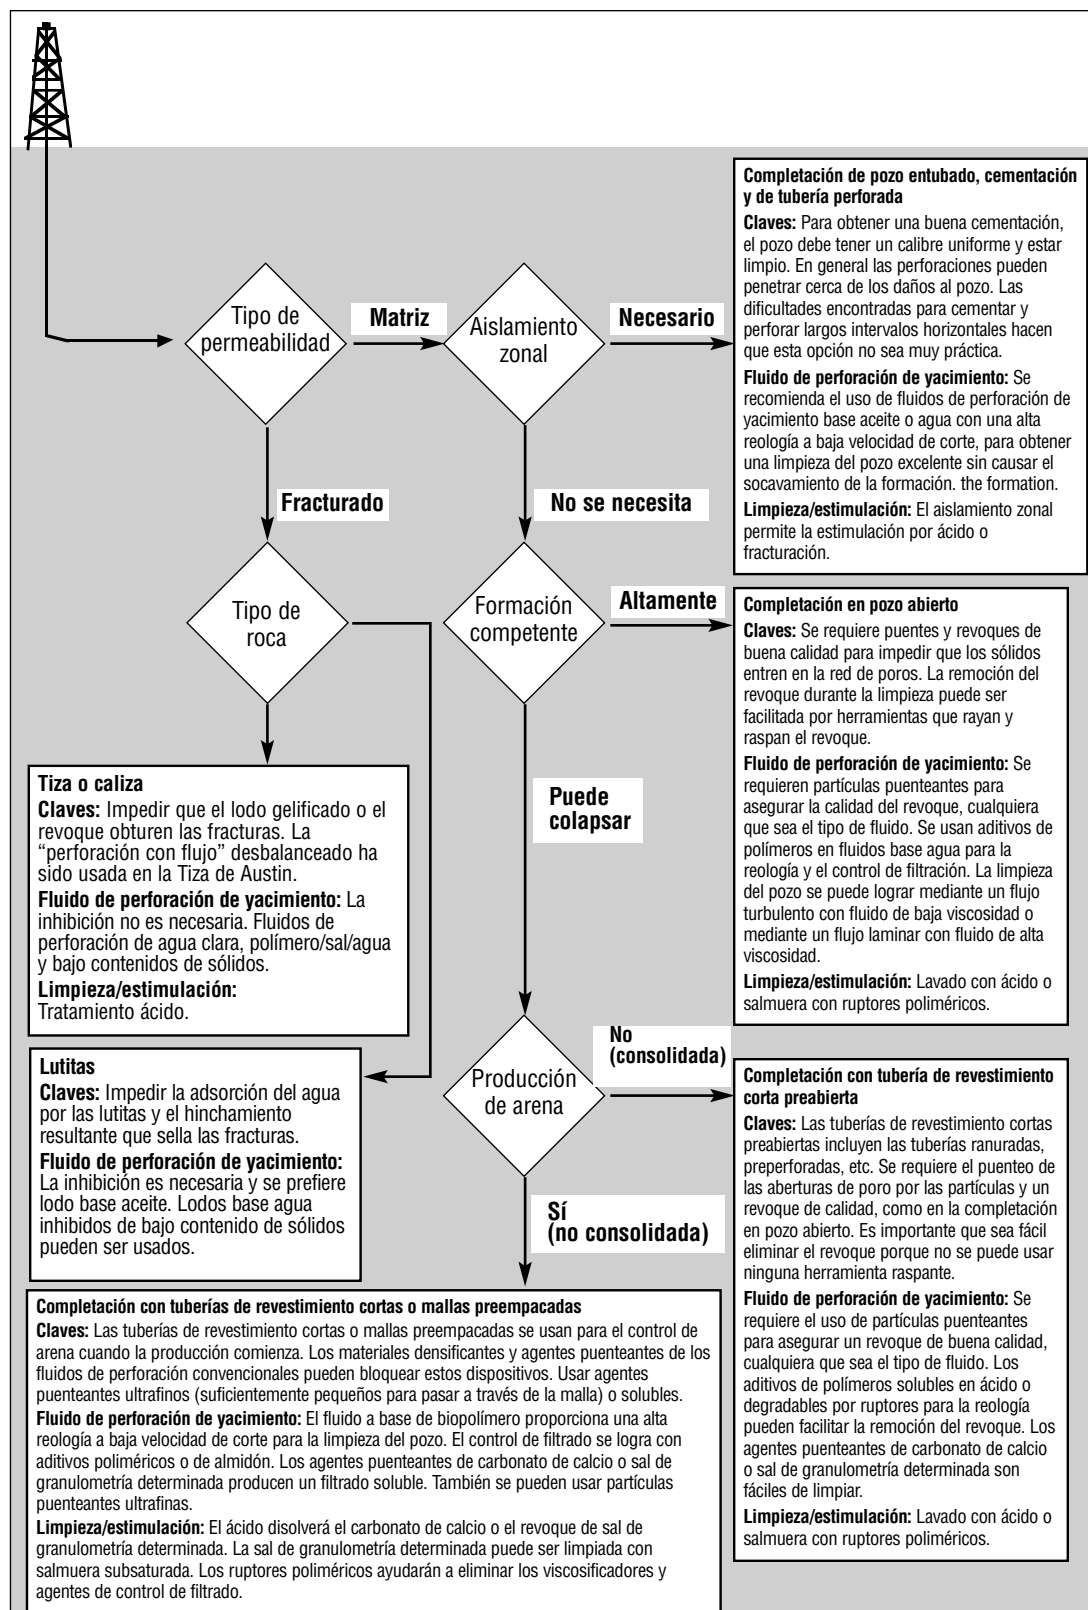 Tipo de
permeabilidad
Matriz
Aislamiento
zonal
Necesario
Completación de pozo entubado, cementación
y de tubería perforada
Claves: Para obtener una buena cementación,
el pozo debe tener un calibre uniforme y estar
limpio. En general las perforaciones pueden
penetrar cerca de los daños al pozo. Las
dificultades encontradas para cementar y
perforar largos intervalos horizontales hacen
que esta opción no sea muy práctica.
Fluido de perforación de yacimiento: Se
recomienda el uso de fluidos de perforación de
yacimiento base aceite o agua con una alta
reología a baja velocidad de corte, para obtener
una limpieza del pozo excelente sin causar el
socavamiento de la formación. the formation.
Limpieza/estimulación: El aislamiento zonal
permite la estimulación por ácido o
fracturación.
Fracturado
No se necesita
Tipo de
roca
Formación
competente
Altamente
Completación en pozo abierto
Claves: Se requiere puentes y revoques de
buena calidad para impedir que los sólidos
entren en la red de poros. La remoción del
revoque durante la limpieza puede ser
facilitada por herramientas que rayan y
raspan el revoque.
Fluido de perforación de yacimiento: Se
requieren partículas puenteantes para
asegurar la calidad del revoque, cualquiera
que sea el tipo de fluido. Se usan aditivos de
polímeros en fluidos base agua para la
reología y el control de filtración. La limpieza
del pozo se puede lograr mediante un flujo
turbulento con fluido de baja viscosidad o
mediante un flujo laminar con fluido de alta
viscosidad.
Limpieza/estimulación: Lavado con ácido o
salmuera con ruptores poliméricos.
Tiza o caliza
Claves: Impedir que el lodo gelificado o el
revoque obturen las fracturas. La
“perforación con flujo” desbalanceado ha
sido usada en la Tiza de Austin.
Fluido de perforación de yacimiento: La
inhibición no es necesaria. Fluidos de
perforación de agua clara, polímero/sal/agua
y bajo contenidos de sólidos.
Limpieza/estimulación:
Tratamiento ácido.
Puede
colapsar
Lutitas
Claves: Impedir la adsorción del agua
por las lutitas y el hinchamiento
resultante que sella las fracturas.
Fluido de perforación de yacimiento:
La inhibición es necesaria y se prefiere
lodo base aceite. Lodos base agua
inhibidos de bajo contenido de sólidos
pueden ser usados.
Producción
de arena
No
(consolidada)
Completación con tubería de revestimiento
corta preabierta
Claves: Las tuberías de revestimiento cortas
preabiertas incluyen las tuberías ranuradas,
preperforadas, etc. Se requiere el puenteo de
las aberturas de poro por las partículas y un
revoque de calidad, como en la completación
en pozo abierto. Es importante que sea fácil
eliminar el revoque porque no se puede usar
ninguna herramienta raspante.
Fluido de perforación de yacimiento: Se
requiere el uso de partículas puenteantes
para asegurar un revoque de buena calidad,
cualquiera que sea el tipo de fluido. Los
aditivos de polímeros solubles en ácido o
degradables por ruptores para la reología
pueden facilitar la remoción del revoque. Los
agentes puenteantes de carbonato de calcio
o sal de granulometría determinada son
fáciles de limpiar.
Limpieza/estimulación: Lavado con ácido o
salmuera con ruptores poliméricos.
Sí
(no consolidada)
Completación con tuberías de revestimiento cortas o mallas preempacadas
Claves: Las tuberías de revestimiento cortas o mallas preempacadas se usan para el control de
arena cuando la producción comienza. Los materiales densificantes y agentes puenteantes de los
fluidos de perforación convencionales pueden bloquear estos dispositivos. Usar agentes
puenteantes ultrafinos (suficientemente pequeños para pasar a través de la malla) o solubles.
Fluido de perforación de yacimiento: El fluido a base de biopolímero proporciona una alta
reología a baja velocidad de corte para la limpieza del pozo. El control de filtrado se logra con
aditivos poliméricos o de almidón. Los agentes puenteantes de carbonato de calcio o sal de
granulometría determinada producen un filtrado soluble. También se pueden usar partículas
puenteantes ultrafinas.
Limpieza/estimulación: El ácido disolverá el carbonato de calcio o el revoque de sal de
granulometría determinada. La sal de granulometría determinada puede ser limpiada con
salmuera subsaturada. Los ruptores poliméricos ayudarán a eliminar los viscosificadores y
agentes de control de filtrado.